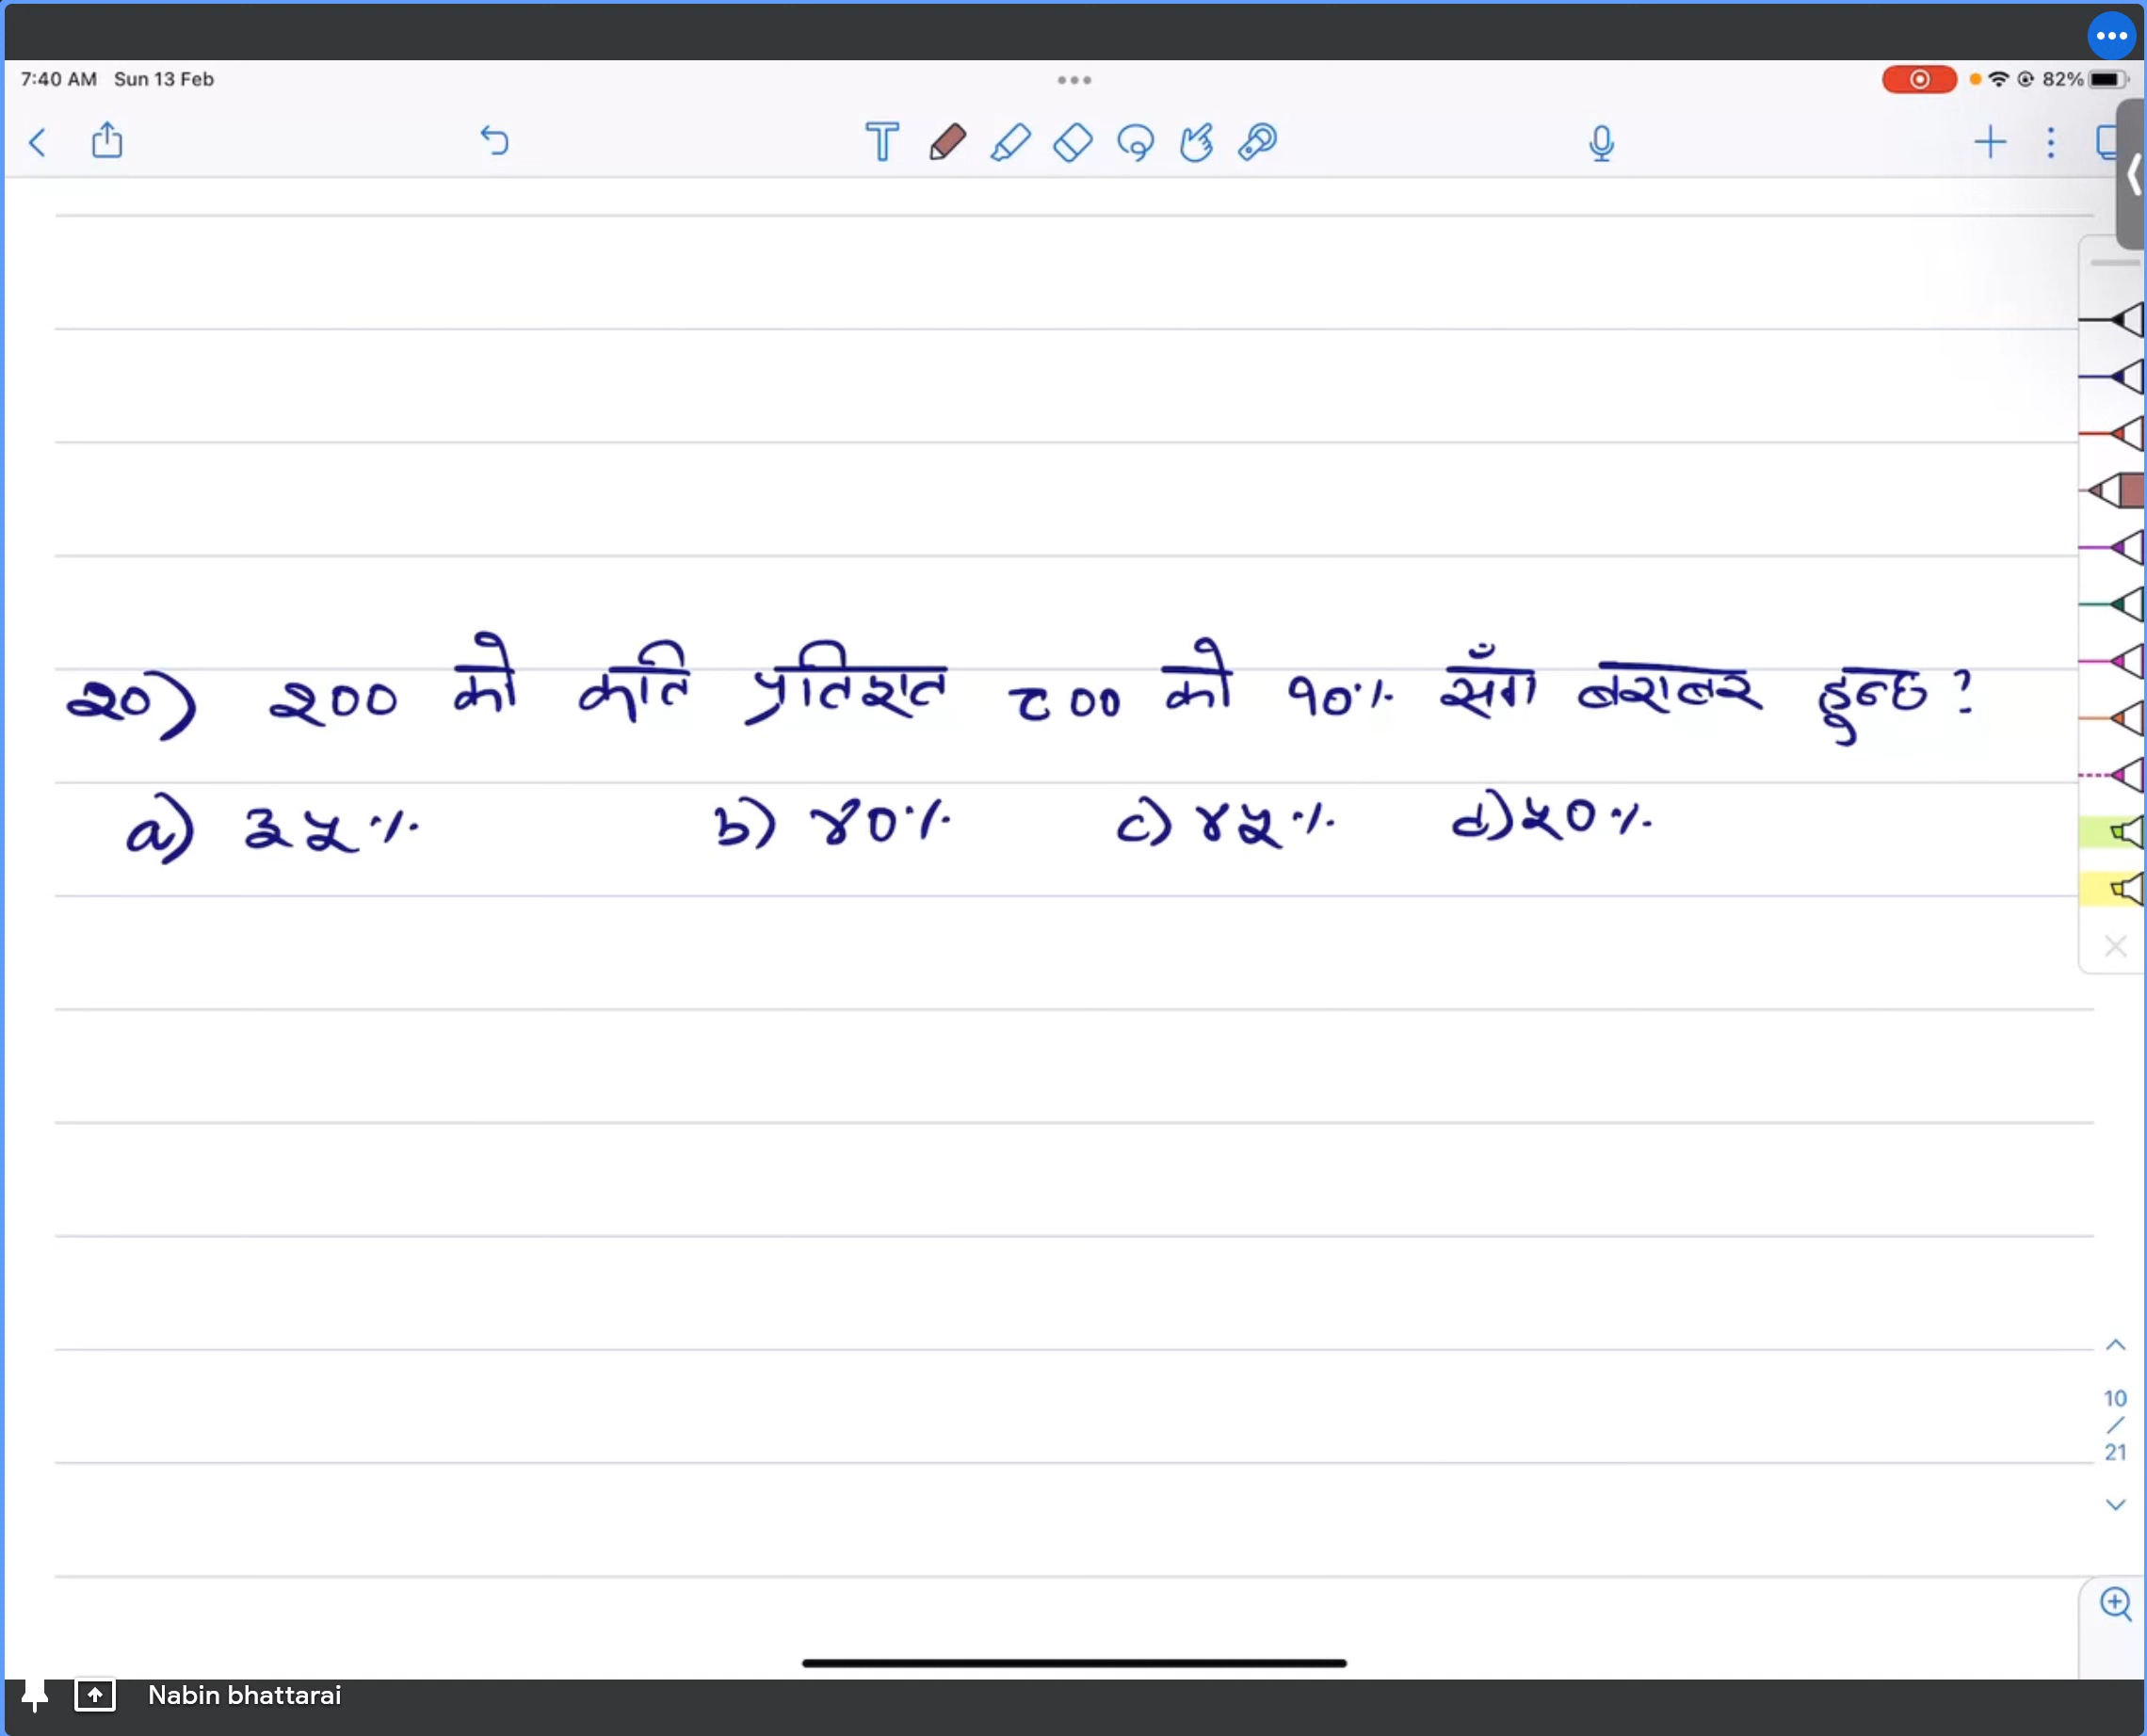 7:40 AM Sun 13 Feb
82%
T
२०) २०० को कति प्रतिशत ८०० को १०% सँग बराबर हुन्छ ?
a) ३५% b) ४०% c) ४५% d) ५०%
10
/
21
Nabin bhattarai